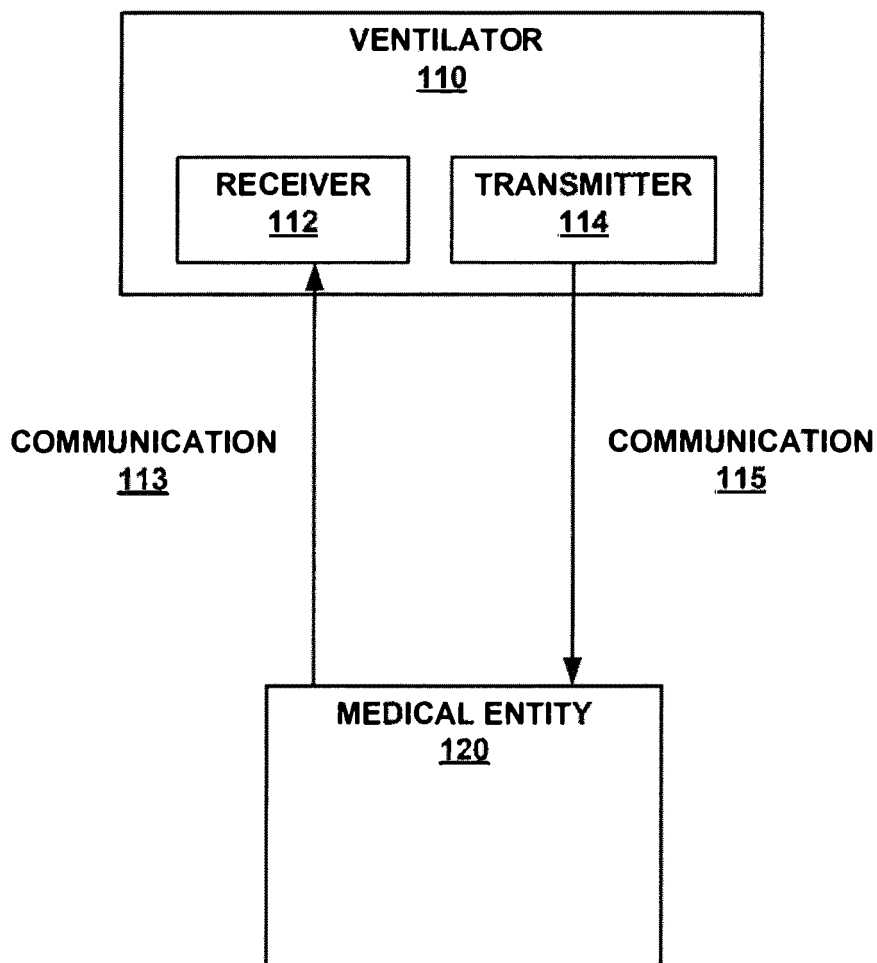 VENTILATOR
110
RECEIVER
112
TRANSMITTER
114
COMMUNICATION
113
COMMUNICATION
115
MEDICAL ENTITY
120